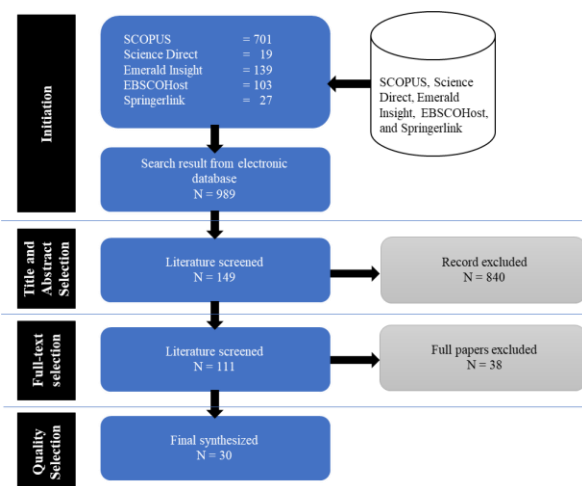 Initiation
SCOPUS = 701
Science Direct = 19
Emerald Insight = 139
EBSCOHost = 103
Springerlink = 27
SCOPUS, Science
Direct, Emerald
Insight, EBSCOHost,
and Springerlink
Search result from electronic
database
N = 989
Title and
Abstract
Selection
Literature screened
N = 149
Record excluded
N = 840
Full-text
selection
Literature screened
N = 111
Full papers excluded
N = 38
Quality
Selection
Final synthesized
N = 30